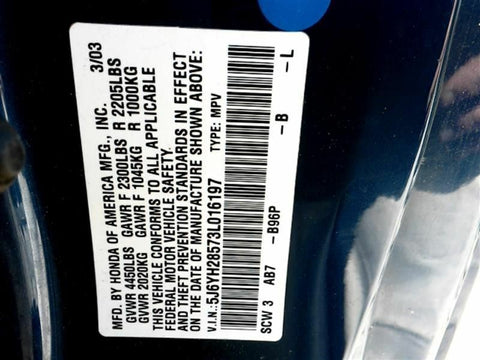 MFD. BY HONDA OF AMERICA MFG., INC. 3/03
GVWR 4450LBS GAWR F 2300LBS R 2205LBS
GVWR 2020KG GAWR F 1045KG R 1000KG
THIS VEHICLE CONFORMS TO ALL APPLICABLE
FEDERAL MOTOR VEHICLE SAFETY,
AND THEFT PREVENTION STANDARDS IN EFFECT
ON THE DATE OF MANUFACTURE SHOWN ABOVE:
V.I.N.: 5J6YH28573L016197 TYPE: MPV
SCW 3 AB7 -B96P -B -L